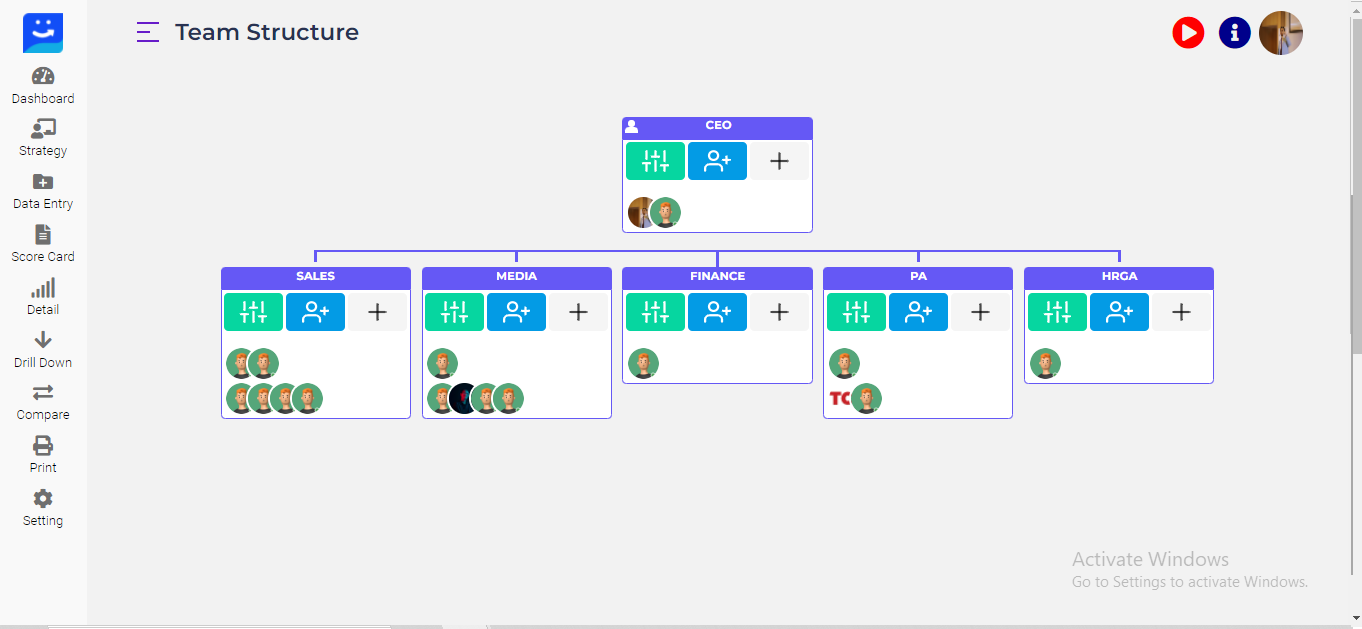 Team Structure
Dashboard
Strategy
Data Entry
Score Card
Detail
Drill Down
Compare
Print
Setting
CEO
SALES
MEDIA
FINANCE
PA
HRGA
TC
Activate Windows
Go to Settings to activate Windows.